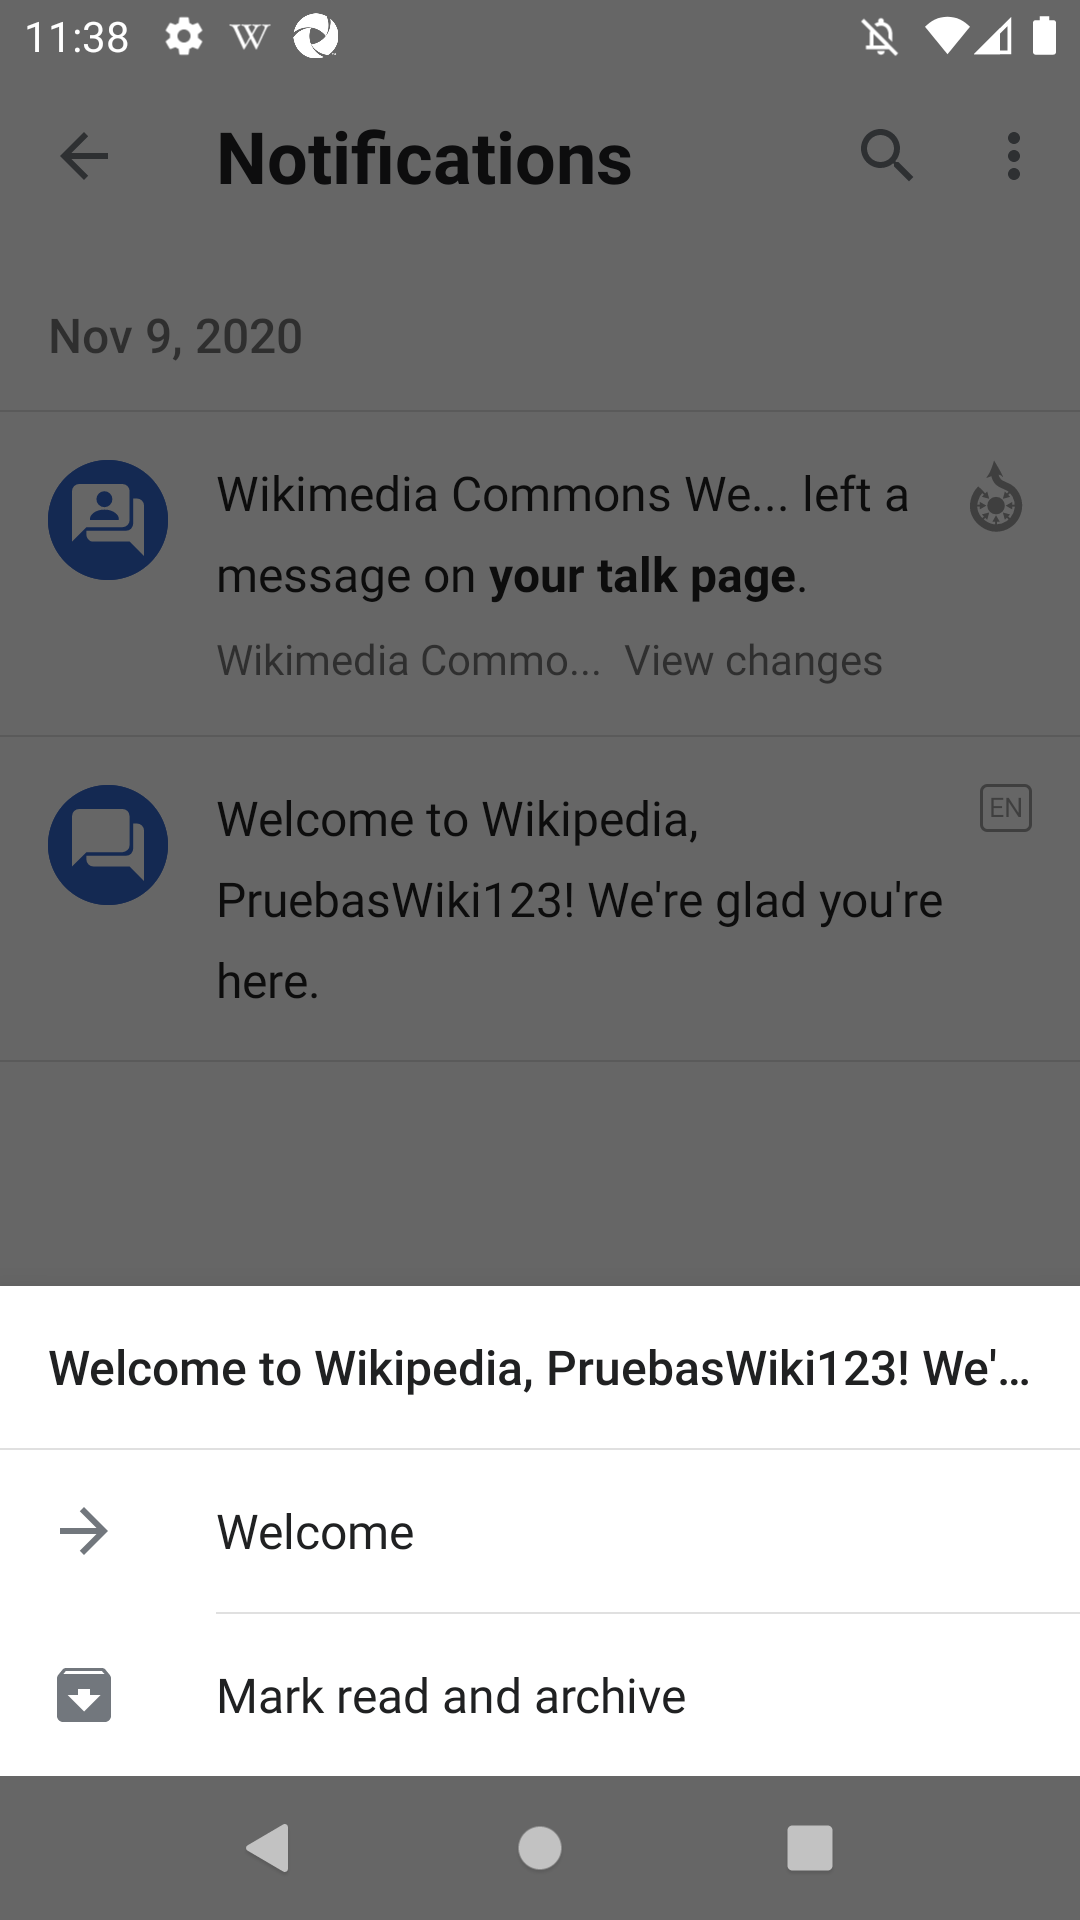 11:38
Notifications
Nov 9, 2020
Wikimedia Commons We... left a
message on your talk page.
Wikimedia Commo... View changes
Welcome to Wikipedia,
EN
PruebasWiki123! We're glad you're
here.
Welcome to Wikipedia, PruebasWiki123! We'...
Welcome
Mark read and archive